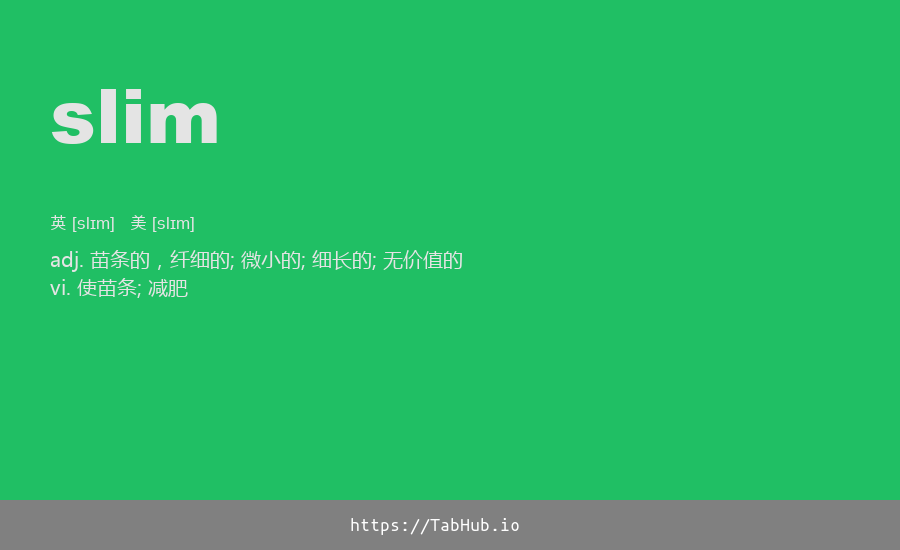 slim
英 [slɪm] 美 [slɪm]
adj. 苗条的，纤细的; 微小的; 细长的; 无价值的
vi. 使苗条; 减肥
https://TabHub.io